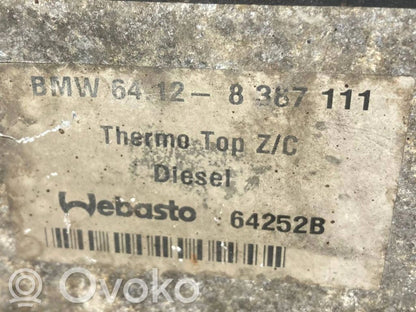 BMW 64.12- 8 387 111
Thermo Top Z/C
Diesel
Webasto 64252B
© Ovoko